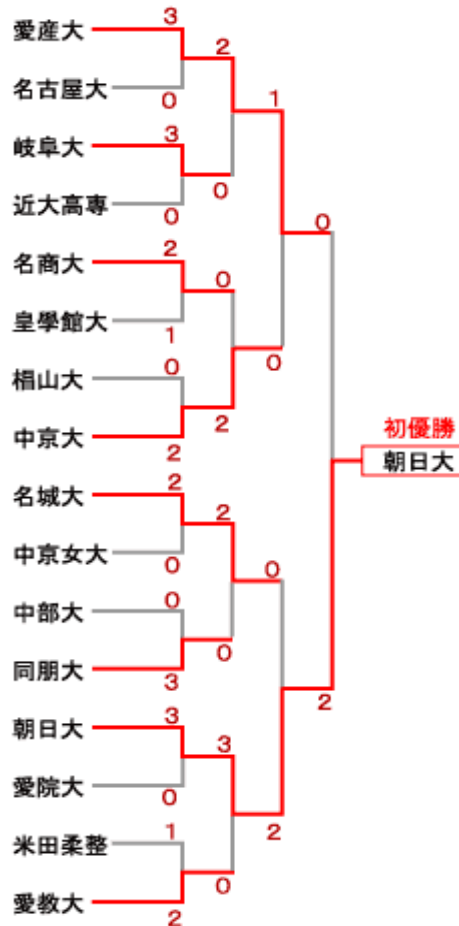 3
愛産大
2
名古屋大
0
1
3
岐阜大
0
近大高専
0
0
2
名商大
0
皇學館大
1
0
椙山大
0
2
中京大
2
初優勝
朝日大
2
名城大
2
中京女大
0
0
0
中部大
0
同朋大
3
2
3
朝日大
3
愛院大
0
2
1
米田柔整
0
愛教大
2